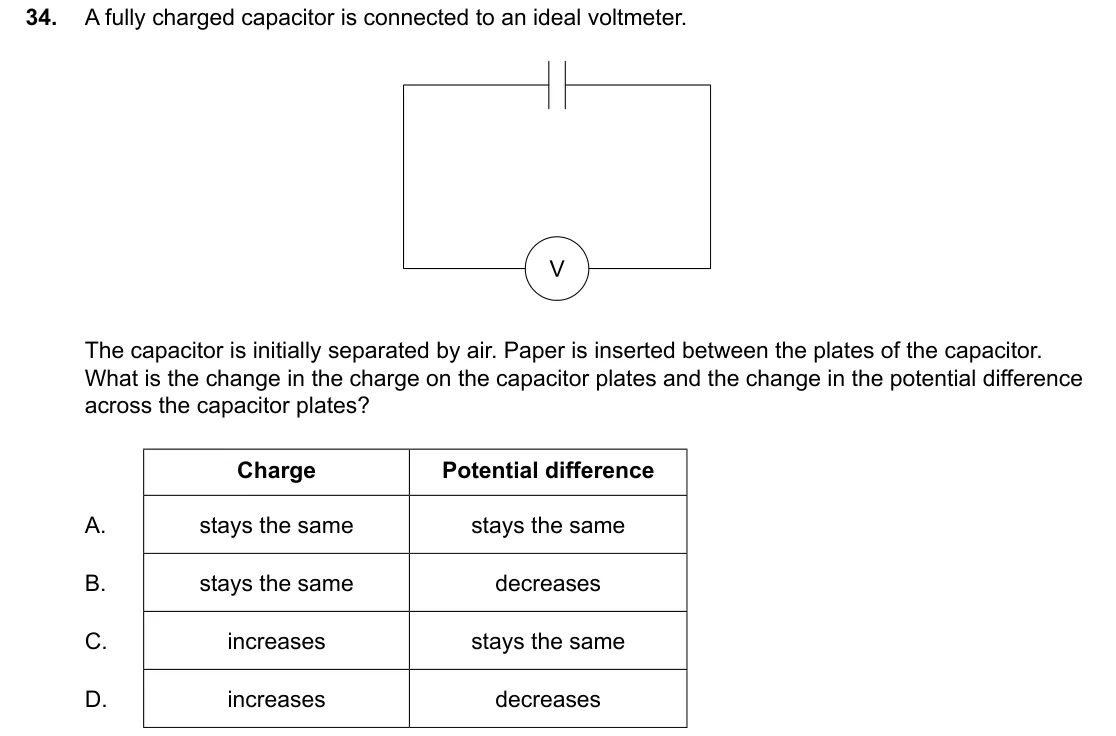 34. A fully charged capacitor is connected to an ideal voltmeter.
V
The capacitor is initially separated by air. Paper is inserted between the plates of the capacitor.
What is the change in the charge on the capacitor plates and the change in the potential difference
across the capacitor plates?
Charge Potential difference
A. stays the same stays the same
B. stays the same decreases
C. increases stays the same
D. increases decreases